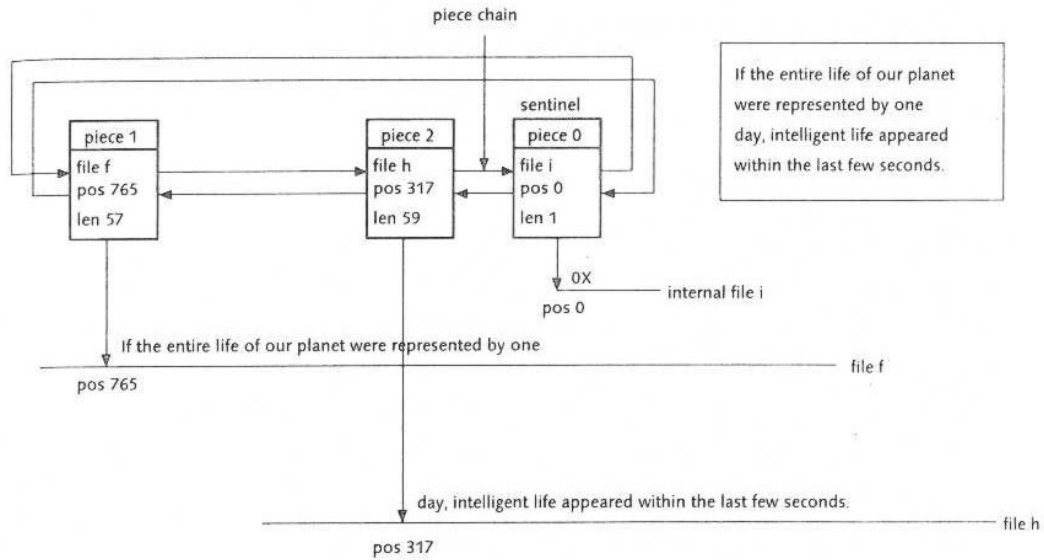 piece chain
If the entire life of our planet
were represented by one
day, intelligent life appeared
within the last few seconds.
sentinel
piece 1
file f
pos 765
len 57
piece 2
file h
pos 317
len 59
piece 0
file i
pos 0
len 1
0X
internal file i
pos 0
If the entire life of our planet were represented by one
file f
pos 765
day, intelligent life appeared within the last few seconds.
file h
pos 317